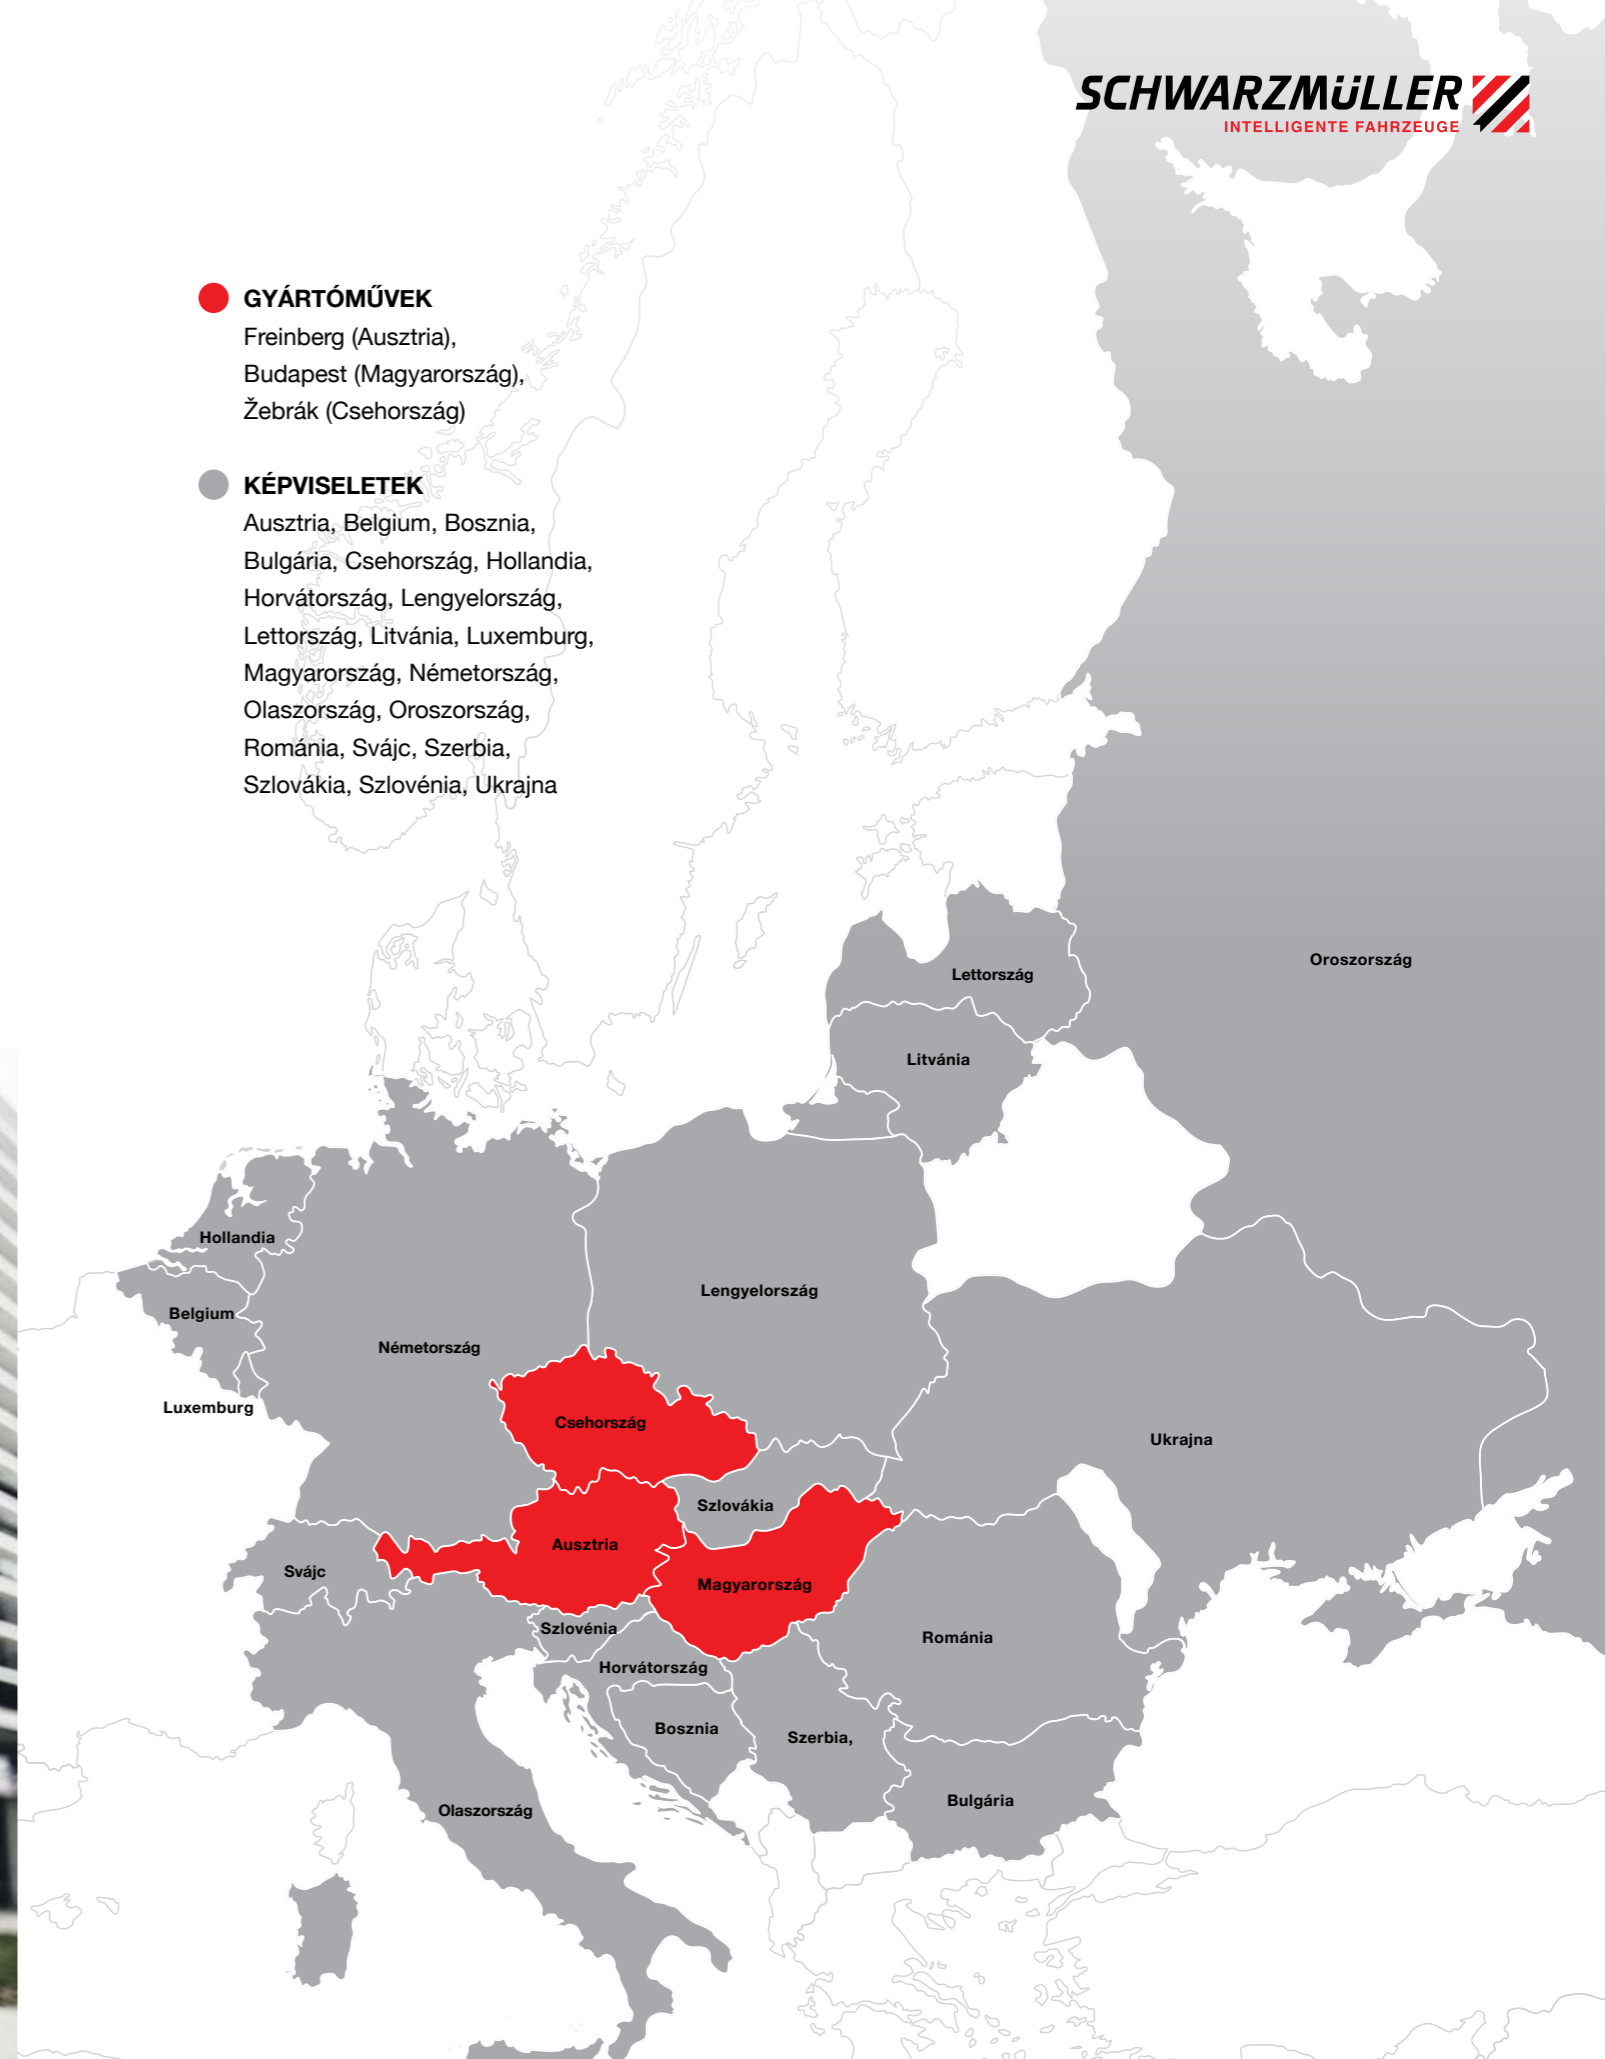 SCHWARZMÜLLER
INTELLIGENTE FAHRZEUGE
GYÁRTÓMŰVEK
Freinberg (Ausztria),
Budapest (Magyarország),
Žebrák (Csehország)
KÉPVISELETEK
Ausztria, Belgium, Bosznia,
Bulgária, Csehország, Hollandia,
Horvátország, Lengyelország,
Lettország, Litvánia, Luxemburg,
Magyarország, Németország,
Olaszország, Oroszország,
Románia, Svájc, Szerbia,
Szlovákia, Szlovénia, Ukrajna
Oroszország
Lettország
Litvánia
Hollandia
Lengyelország
Belgium
Németország
Luxemburg
Csehország
Ukrajna
Szlovákia
Ausztria
Svájc
Magyarország
Szlovénia
Románia
Horvátország
Bosznia
Szerbia,
Bulgária
Olaszország